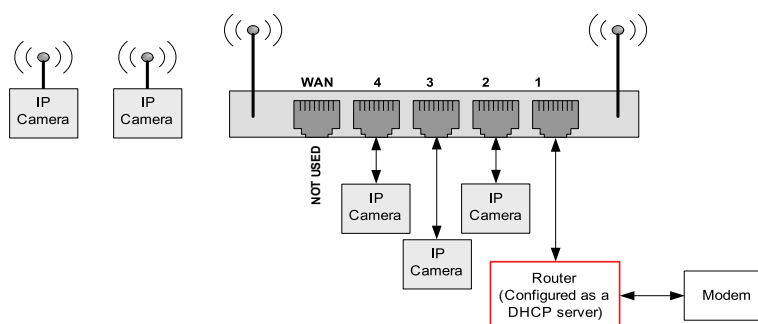 WAN 4 3 2 1
IP
Camera
IP
Camera
NOT USED
IP
Camera
IP
Camera
IP
Camera
Router
(Configured as a
DHCP server)
Modem